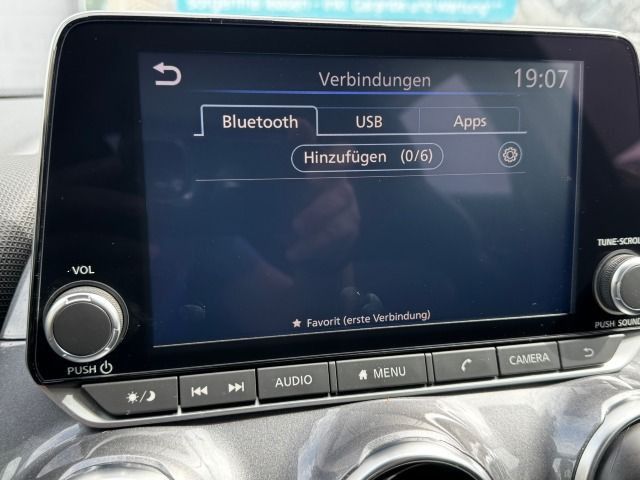 Verbindungen 19:07
Bluetooth USB Apps
Hinzufügen (0/6)
★ Favorit (erste Verbindung)
VOL
PUSH
TUNE-SCROLL
PUSH SOUND
AUDIO MENU CAMERA